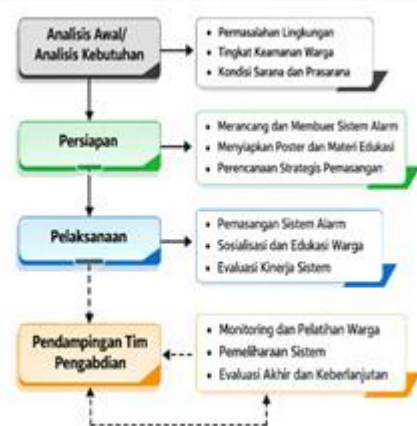 Analisis Awal/
Analisis Kebutuhan
• Permasalahan Lingkungan
• Tingkat Keamanan Warga
• Kondisi Sarana dan Prasarana
Persiapan
• Merancang dan Membuat Sistem Alarm
• Menyiapkan Poster dan Materi Edukasi
• Perencanaan Strategis Pemasangan
Pelaksanaan
• Pemasangan Sistem Alarm
• Sosialisasi dan Edukasi Warga
• Evaluasi Kinerja Sistem
Pendampingan Tim
Pengabdian
• Monitoring dan Pelatihan Warga
• Pemeliharaan Sistem
• Evaluasi Akhir dan Keberlanjutan